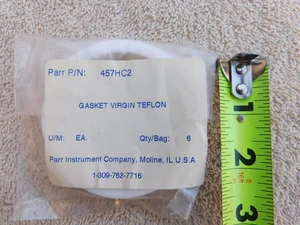 Parr P/N: 457HC2
GASKET VIRGIN TEFLON
U/M: EA. Qty/Bag: 6
Parr Instrument Company, Moline, IL U.S.A
1-309-762-7716
1
2
3